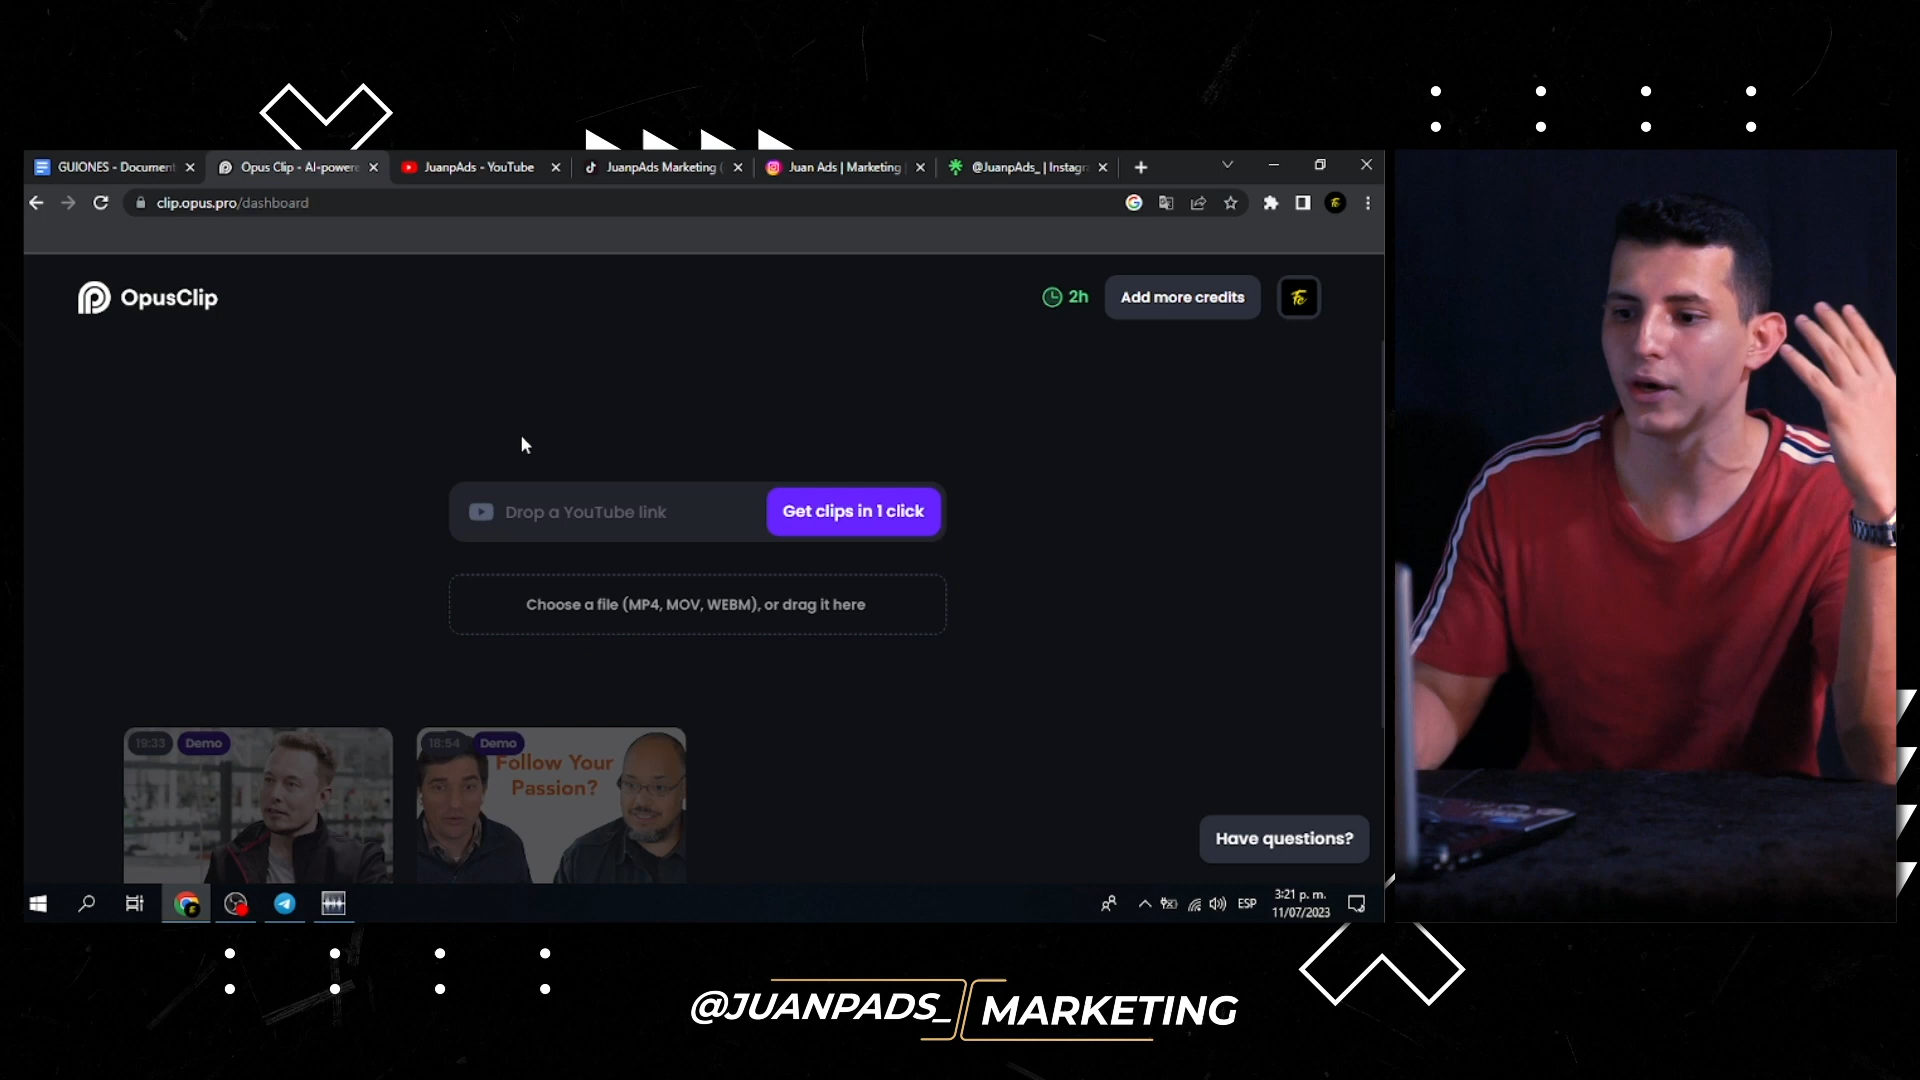 GUIONES - Document
Opus Clip - AI-powere
JuanpAds - YouTube
JuanpAds Marketing (
Juan Ads | Marketing
@JuanpAds_ | Instagr
clip.opus.pro/dashboard
OpusClip
2h
Add more credits
Fe
Drop a YouTube link
Get clips in 1 click
Choose a file (MP4, MOV, WEBM), or drag it here
19:33
Demo
18:54
Demo
Follow Your
Passion?
Have questions?
ESP
3:21 p. m.
11/07/2023
@JUANPADS_
MARKETING